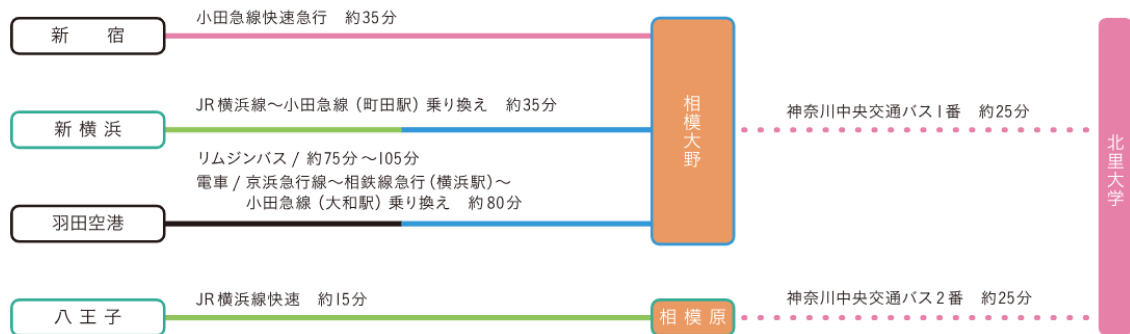 小田急線快速急行　約35分
新　宿
JR横浜線〜小田急線（町田駅）乗り換え　約35分
新横浜
リムジンバス / 約75分〜105分
電車 / 京浜急行線〜相鉄線急行（横浜駅）〜
小田急線（大和駅）乗り換え　約80分
羽田空港
相模大野
神奈川中央交通バス1番　約25分
JR横浜線快速　約15分
八王子
相模原
神奈川中央交通バス2番　約25分
北里大学